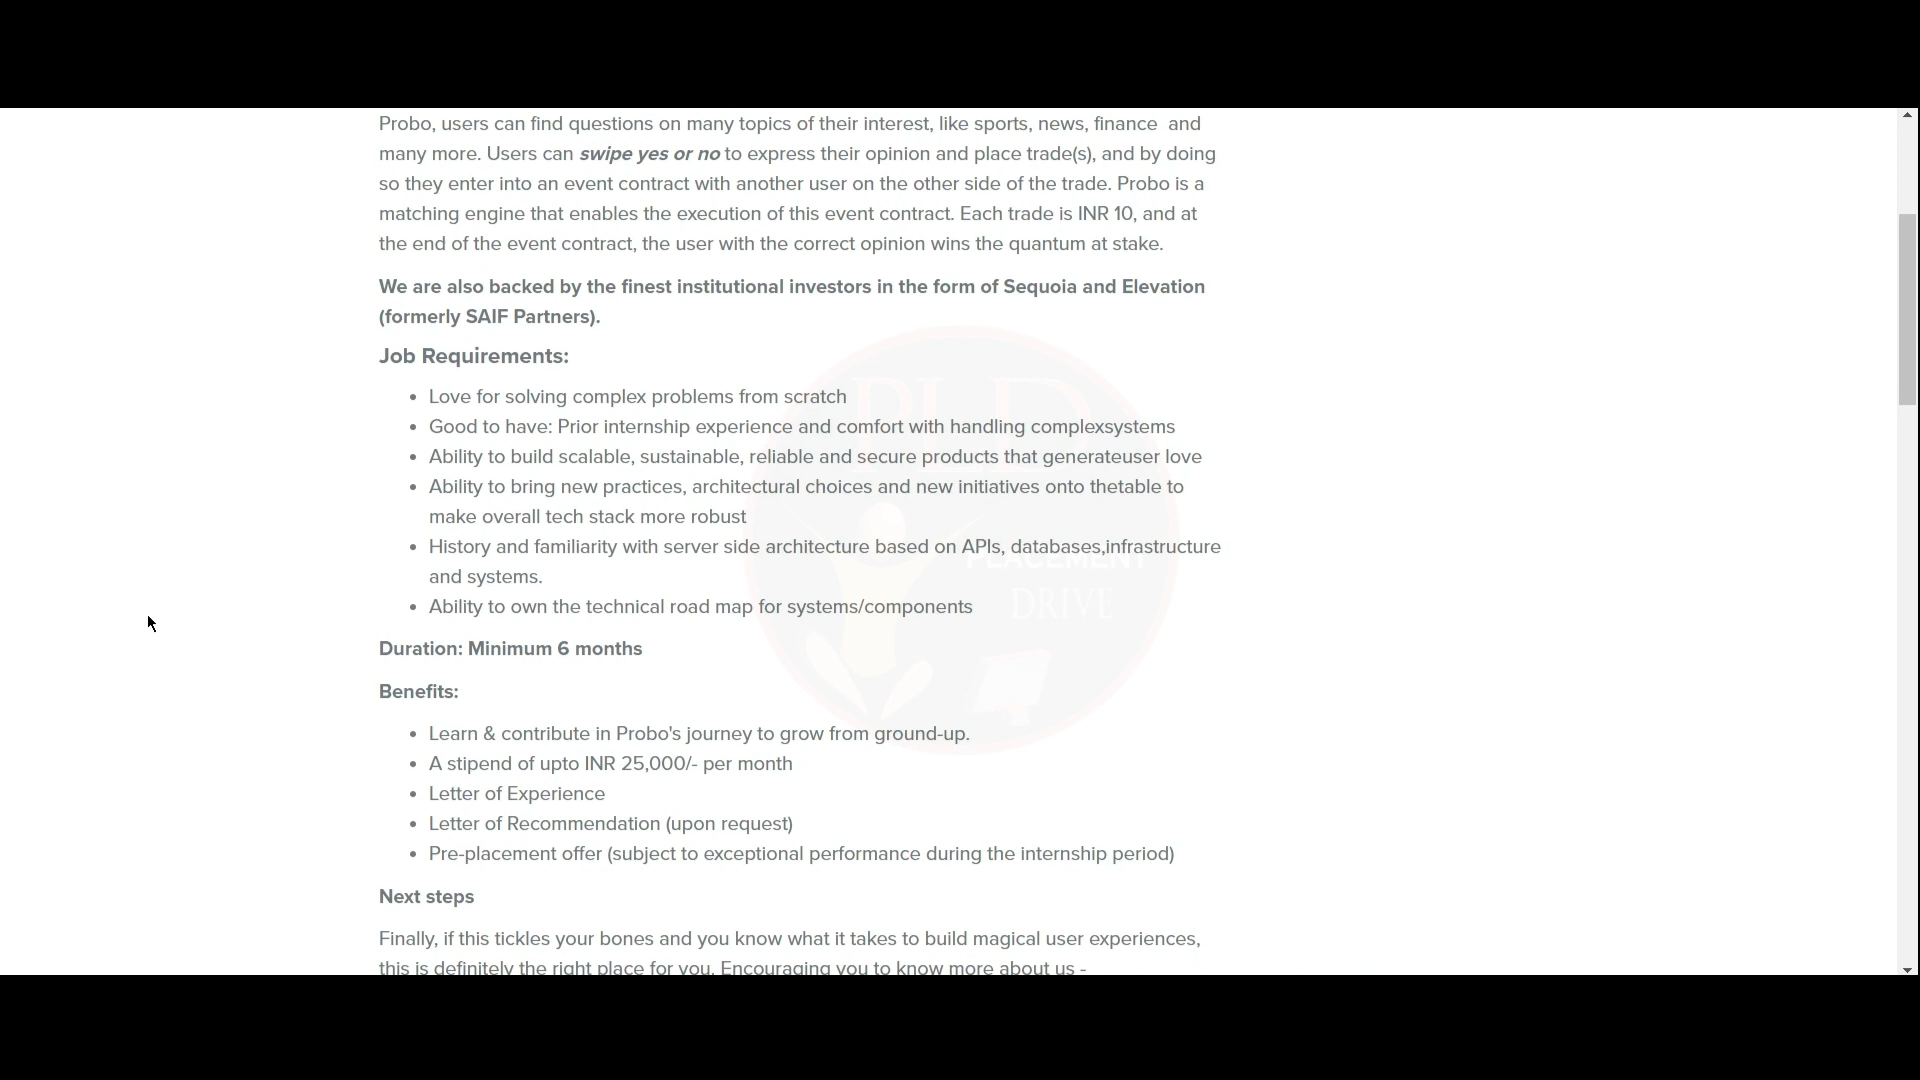 Probo, users can find questions on many topics of their interest, like sports, news, finance  and
many more. Users can swipe yes or no to express their opinion and place trade(s), and by doing
so they enter into an event contract with another user on the other side of the trade. Probo is a
matching engine that enables the execution of this event contract. Each trade is INR 10, and at
the end of the event contract, the user with the correct opinion wins the quantum at stake.
We are also backed by the finest institutional investors in the form of Sequoia and Elevation
(formerly SAIF Partners).
Job Requirements:
• Love for solving complex problems from scratch
• Good to have: Prior internship experience and comfort with handling complexsystems
• Ability to build scalable, sustainable, reliable and secure products that generateuser love
• Ability to bring new practices, architectural choices and new initiatives onto thetable to
make overall tech stack more robust
• History and familiarity with server side architecture based on APIs, databases,infrastructure
and systems.
• Ability to own the technical road map for systems/components
PLD
PLACEMENT
DRIVE
Duration: Minimum 6 months
Benefits:
• Learn & contribute in Probo's journey to grow from ground-up.
• A stipend of upto INR 25,000/- per month
• Letter of Experience
• Letter of Recommendation (upon request)
• Pre-placement offer (subject to exceptional performance during the internship period)
Next steps
Finally, if this tickles your bones and you know what it takes to build magical user experiences,
this is definitely the right place for you. Encouraging you to know more about us -